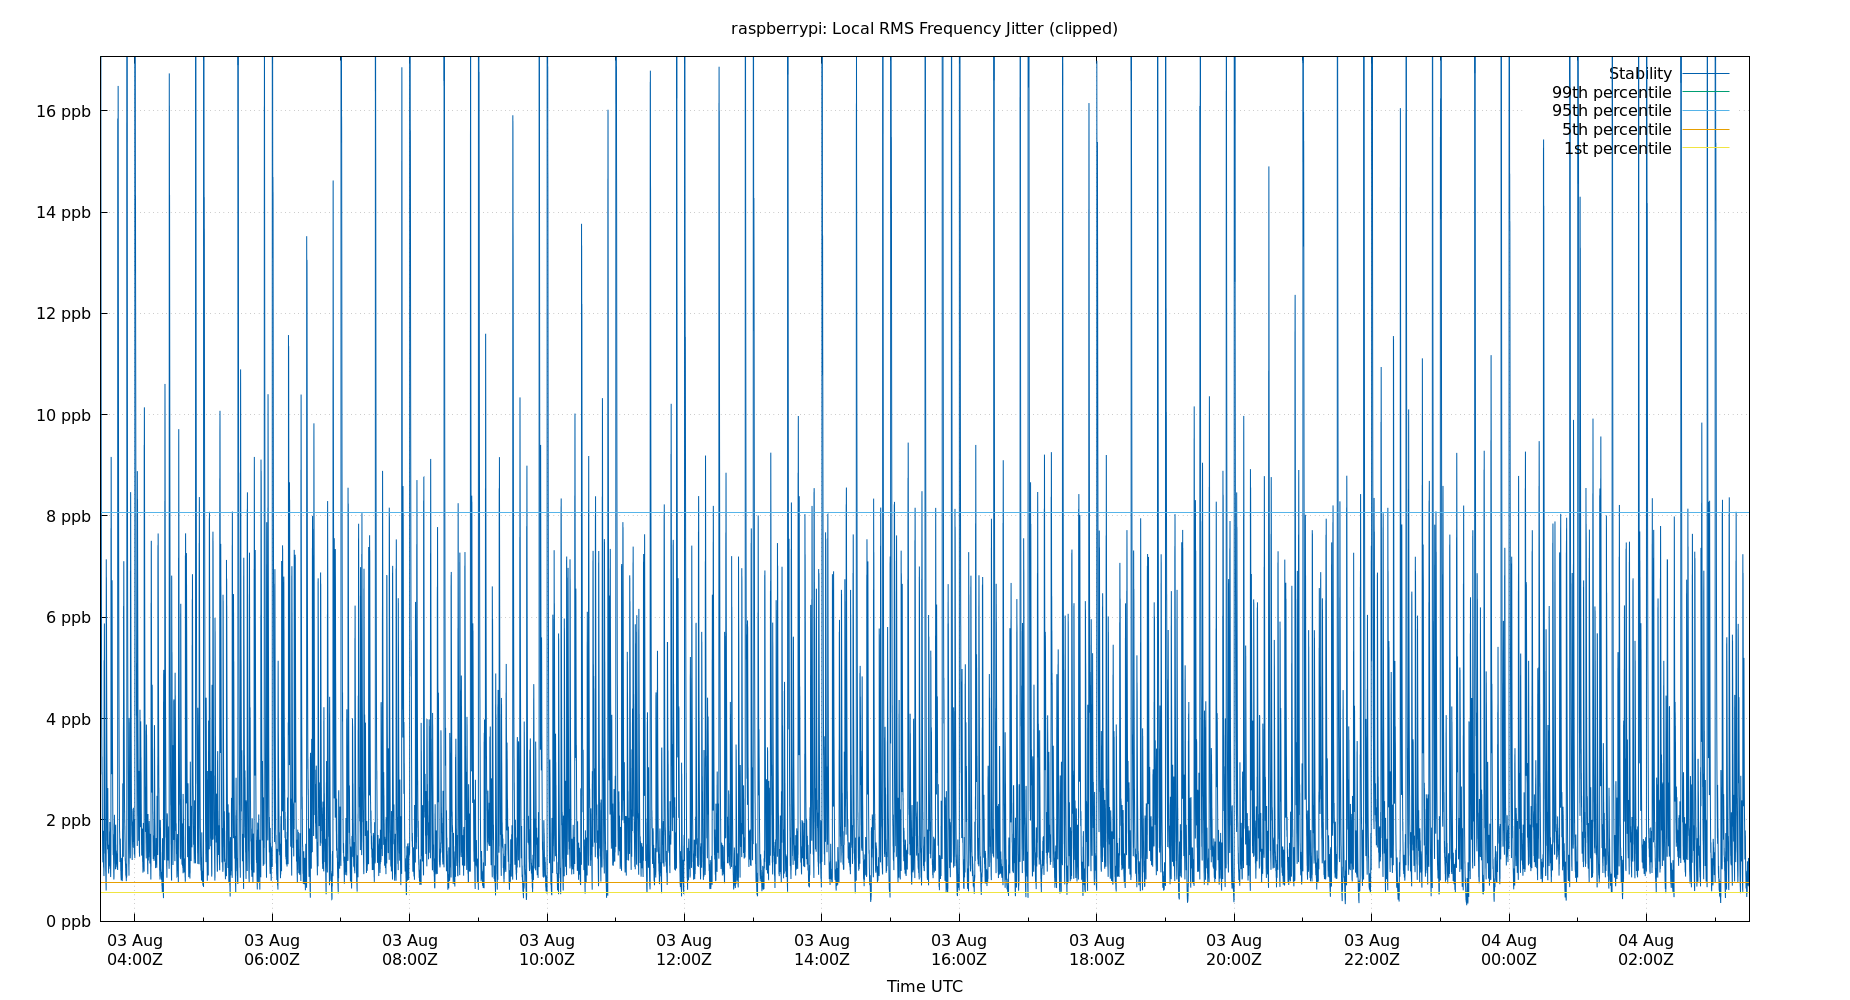 raspberrypi: Local RMS Frequency Jitter (clipped)
Stability
99th percentile
95th percentile
5th percentile
1st percentile
16 ppb
14 ppb
12 ppb
10 ppb
8 ppb
6 ppb
4 ppb
2 ppb
0 ppb
03 Aug 03 Aug 03 Aug 03 Aug 03 Aug 03 Aug 03 Aug 03 Aug 03 Aug 03 Aug 04 Aug 04 Aug
04:00Z 06:00Z 08:00Z 10:00Z 12:00Z 14:00Z 16:00Z 18:00Z 20:00Z 22:00Z 00:00Z 02:00Z
Time UTC